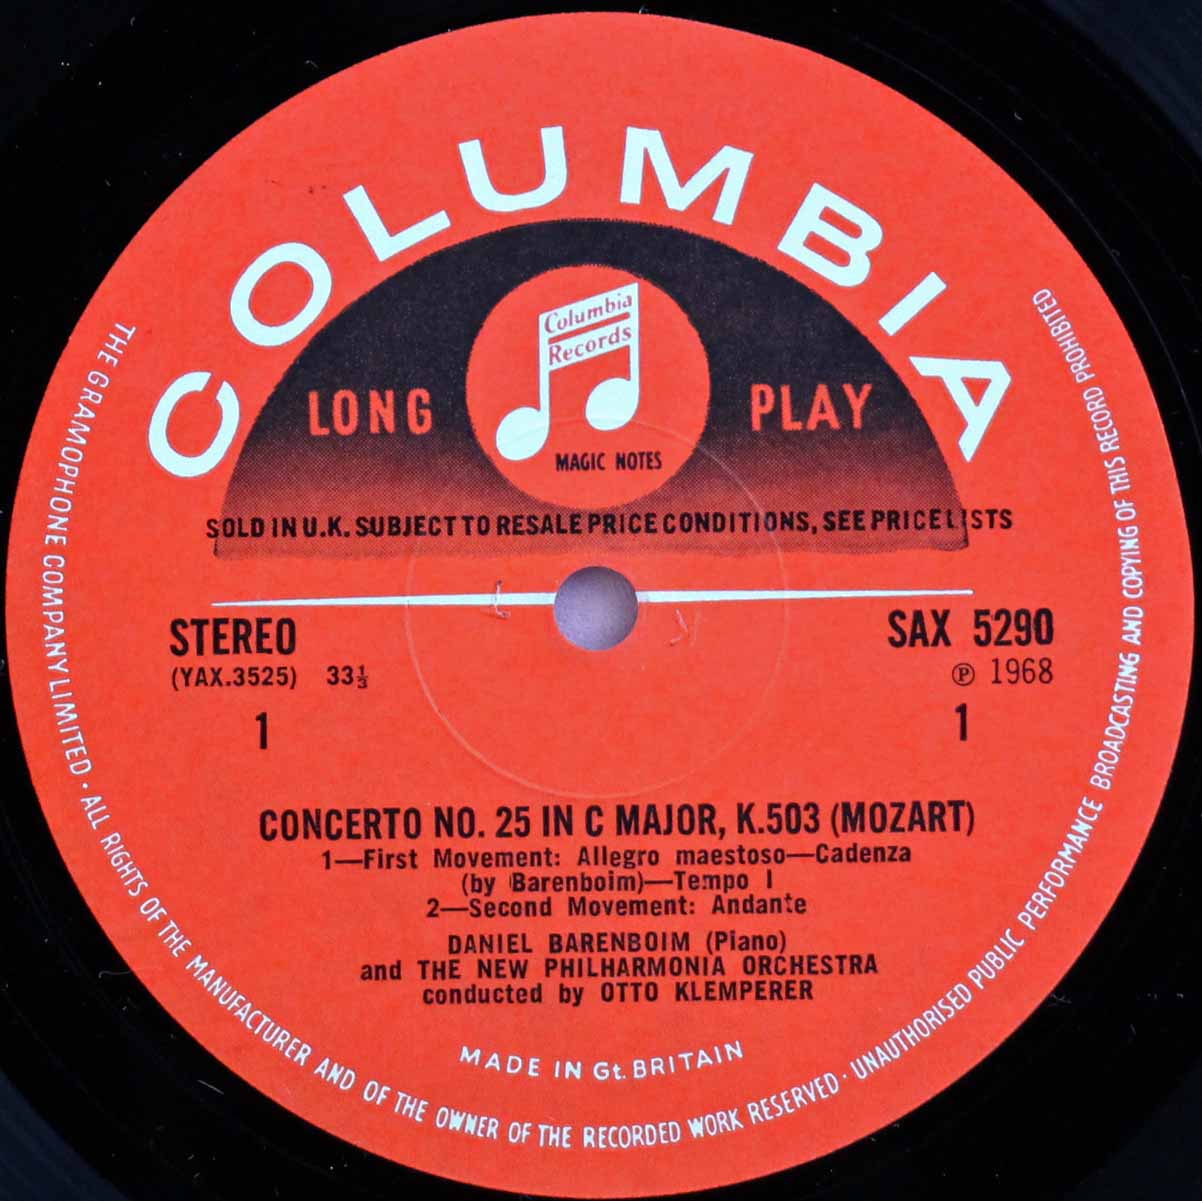 COLUMBIA
Columbia
Records
LONG PLAY
MAGIC NOTES
SOLD IN U.K. SUBJECT TO RESALE PRICE CONDITIONS, SEE PRICE LISTS
STEREO
SAX 5290
(YAX.3525) 33⅓
℗ 1968
1
1
CONCERTO NO. 25 IN C MAJOR, K.503 (MOZART)
1—First Movement: Allegro maestoso—Cadenza
(by Barenboim)—Tempo I
2—Second Movement: Andante
DANIEL BARENBOIM (Piano)
and THE NEW PHILHARMONIA ORCHESTRA
conducted by OTTO KLEMPERER
MADE IN Gt. BRITAIN
THE GRAMOPHONE COMPANY LIMITED · ALL RIGHTS OF THE MANUFACTURER AND OF THE OWNER OF THE RECORDED WORK RESERVED · UNAUTHORISED PUBLIC PERFORMANCE BROADCASTING AND COPYING OF THIS RECORD PROHIBITED